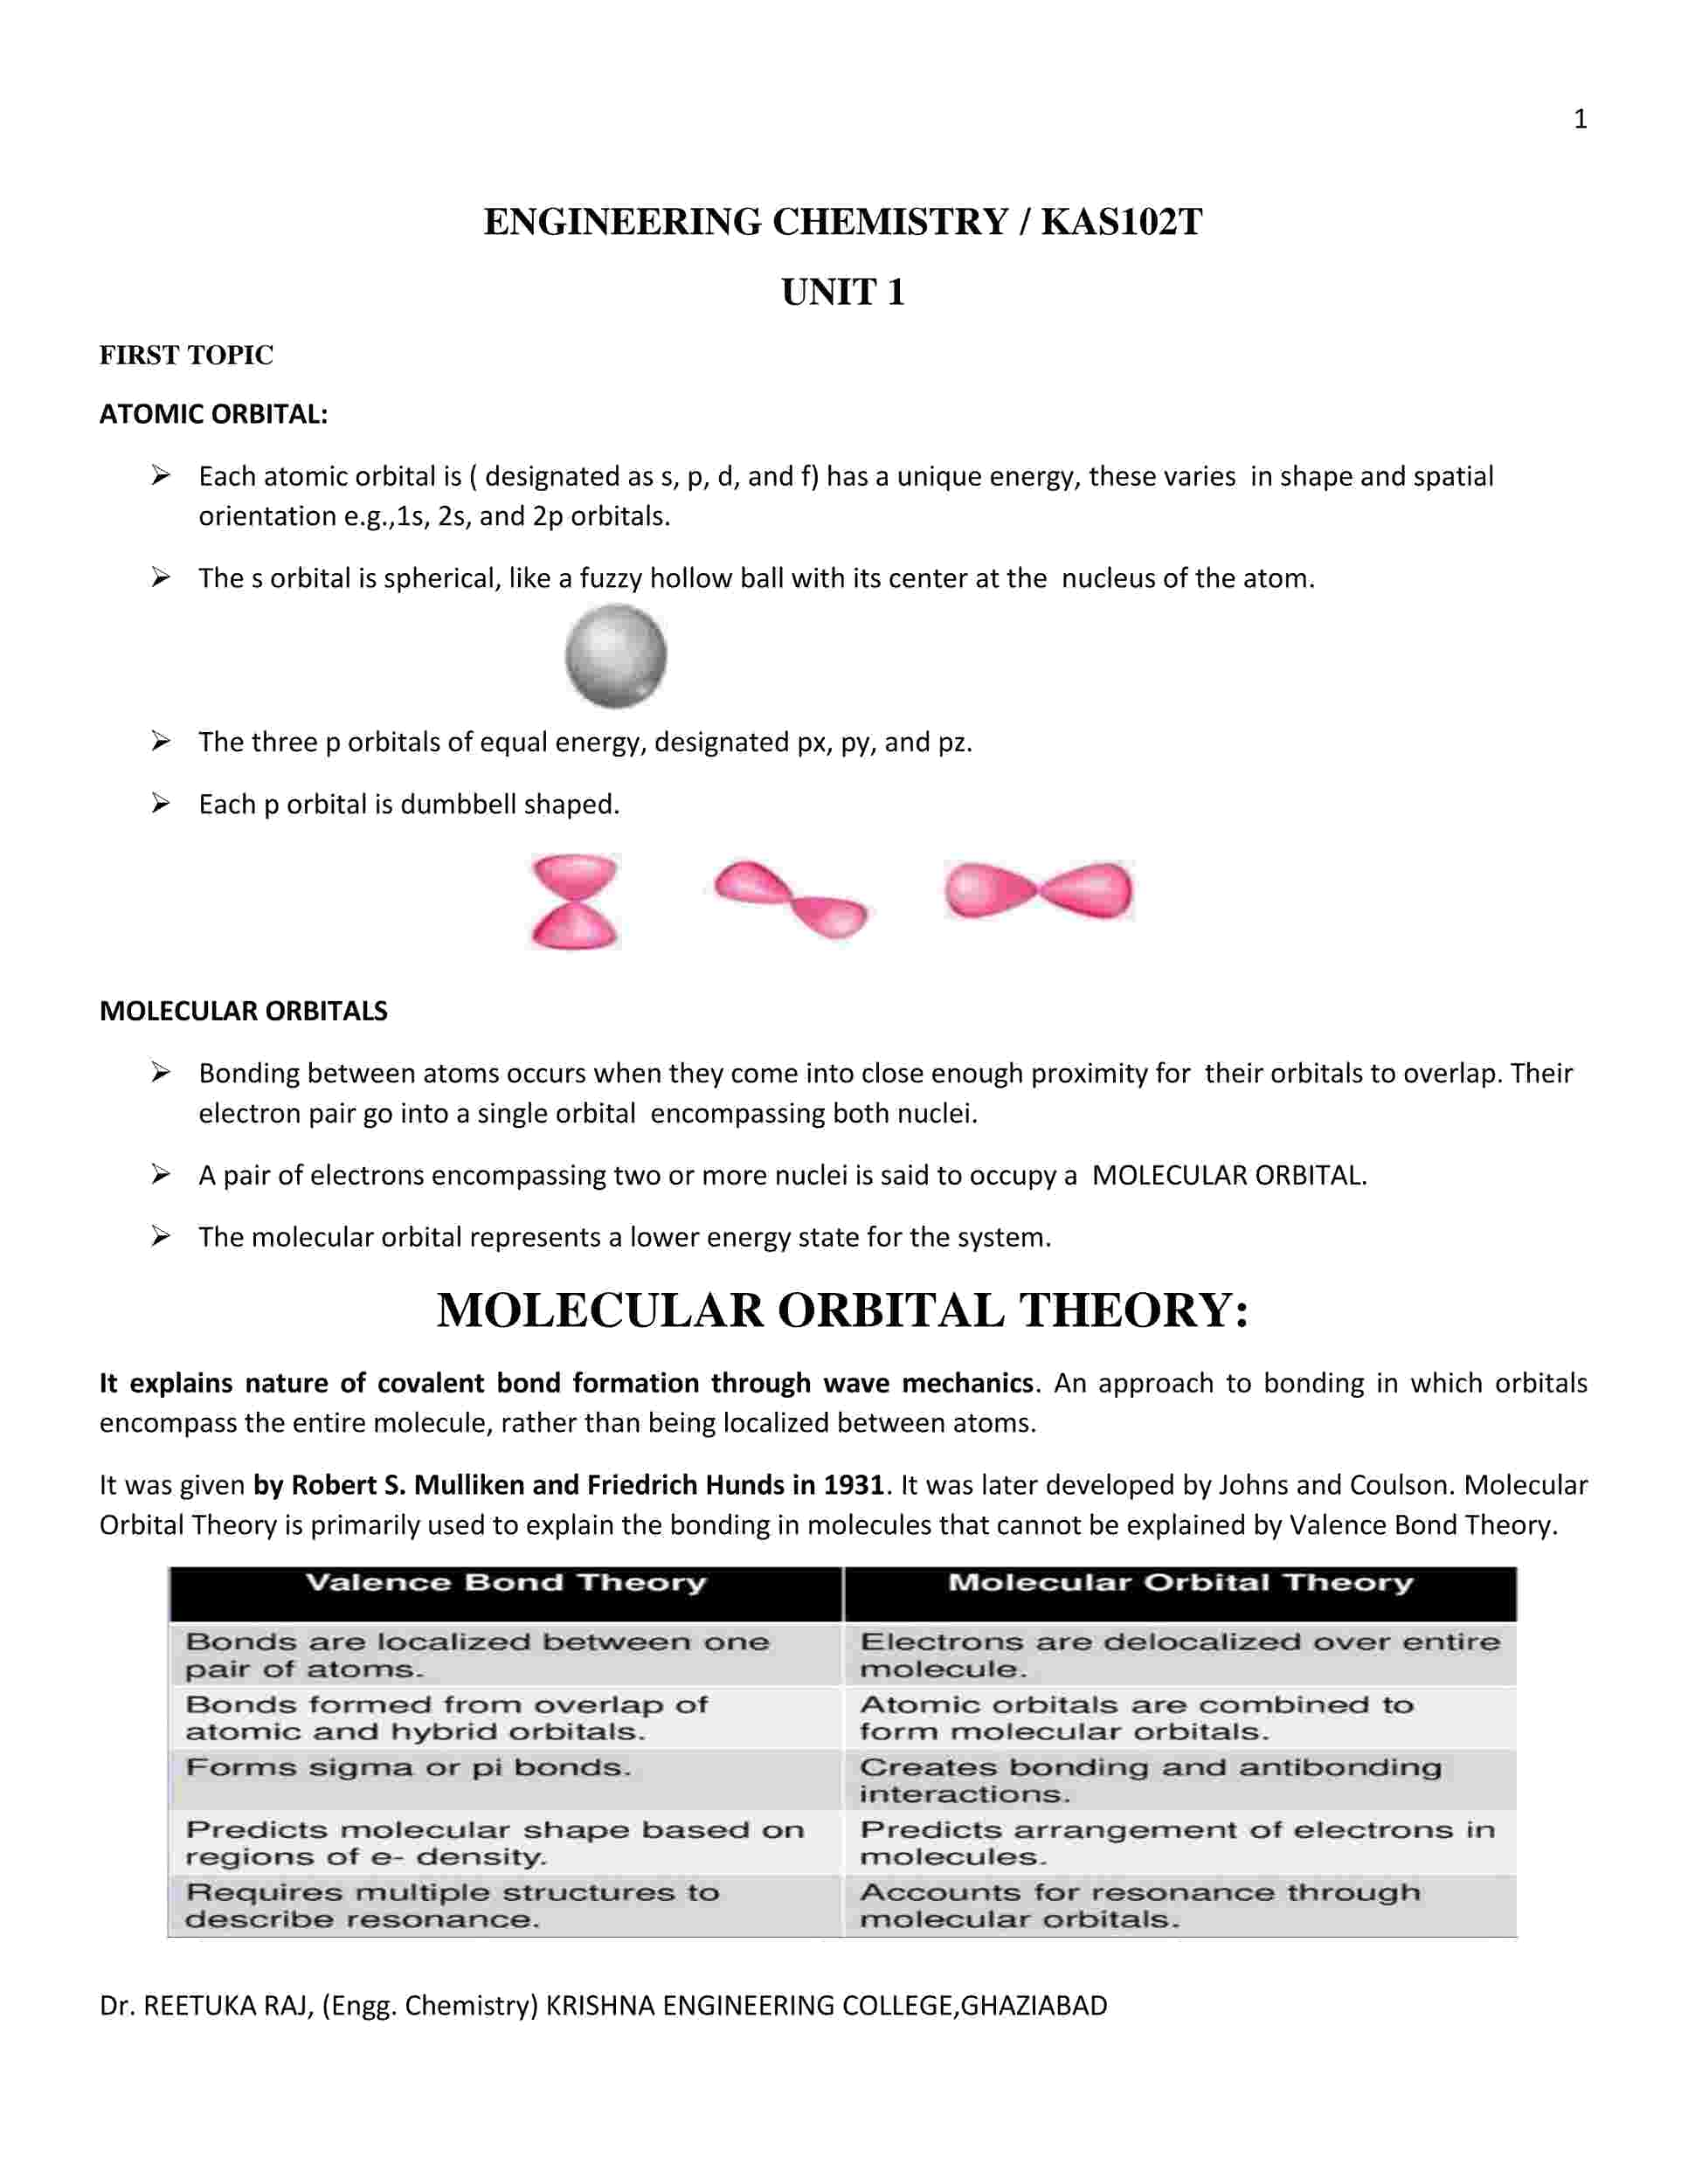 1
ENGINEERING CHEMISTRY / KAS102T
UNIT 1
FIRST TOPIC
ATOMIC ORBITAL:
➢ Each atomic orbital is ( designated as s, p, d, and f) has a unique energy, these varies  in shape and spatial
orientation e.g.,1s, 2s, and 2p orbitals.
➢ The s orbital is spherical, like a fuzzy hollow ball with its center at the  nucleus of the atom.
➢ The three p orbitals of equal energy, designated px, py, and pz.
➢ Each p orbital is dumbbell shaped.
MOLECULAR ORBITALS
➢ Bonding between atoms occurs when they come into close enough proximity for  their orbitals to overlap. Their
electron pair go into a single orbital  encompassing both nuclei.
➢ A pair of electrons encompassing two or more nuclei is said to occupy a  MOLECULAR ORBITAL.
➢ The molecular orbital represents a lower energy state for the system.
MOLECULAR ORBITAL THEORY:
It explains nature of covalent bond formation through wave mechanics. An approach to bonding in which orbitals
encompass the entire molecule, rather than being localized between atoms.
It was given by Robert S. Mulliken and Friedrich Hunds in 1931. It was later developed by Johns and Coulson. Molecular
Orbital Theory is primarily used to explain the bonding in molecules that cannot be explained by Valence Bond Theory.
Valence Bond Theory
Molecular Orbital Theory
Bonds are localized between one
pair of atoms.
Electrons are delocalized over entire
molecule.
Bonds formed from overlap of
atomic and hybrid orbitals.
Atomic orbitals are combined to
form molecular orbitals.
Forms sigma or pi bonds.
Creates bonding and antibonding
interactions.
Predicts molecular shape based on
regions of e- density.
Predicts arrangement of electrons in
molecules.
Requires multiple structures to
describe resonance.
Accounts for resonance through
molecular orbitals.
Dr. REETUKA RAJ, (Engg. Chemistry) KRISHNA ENGINEERING COLLEGE,GHAZIABAD